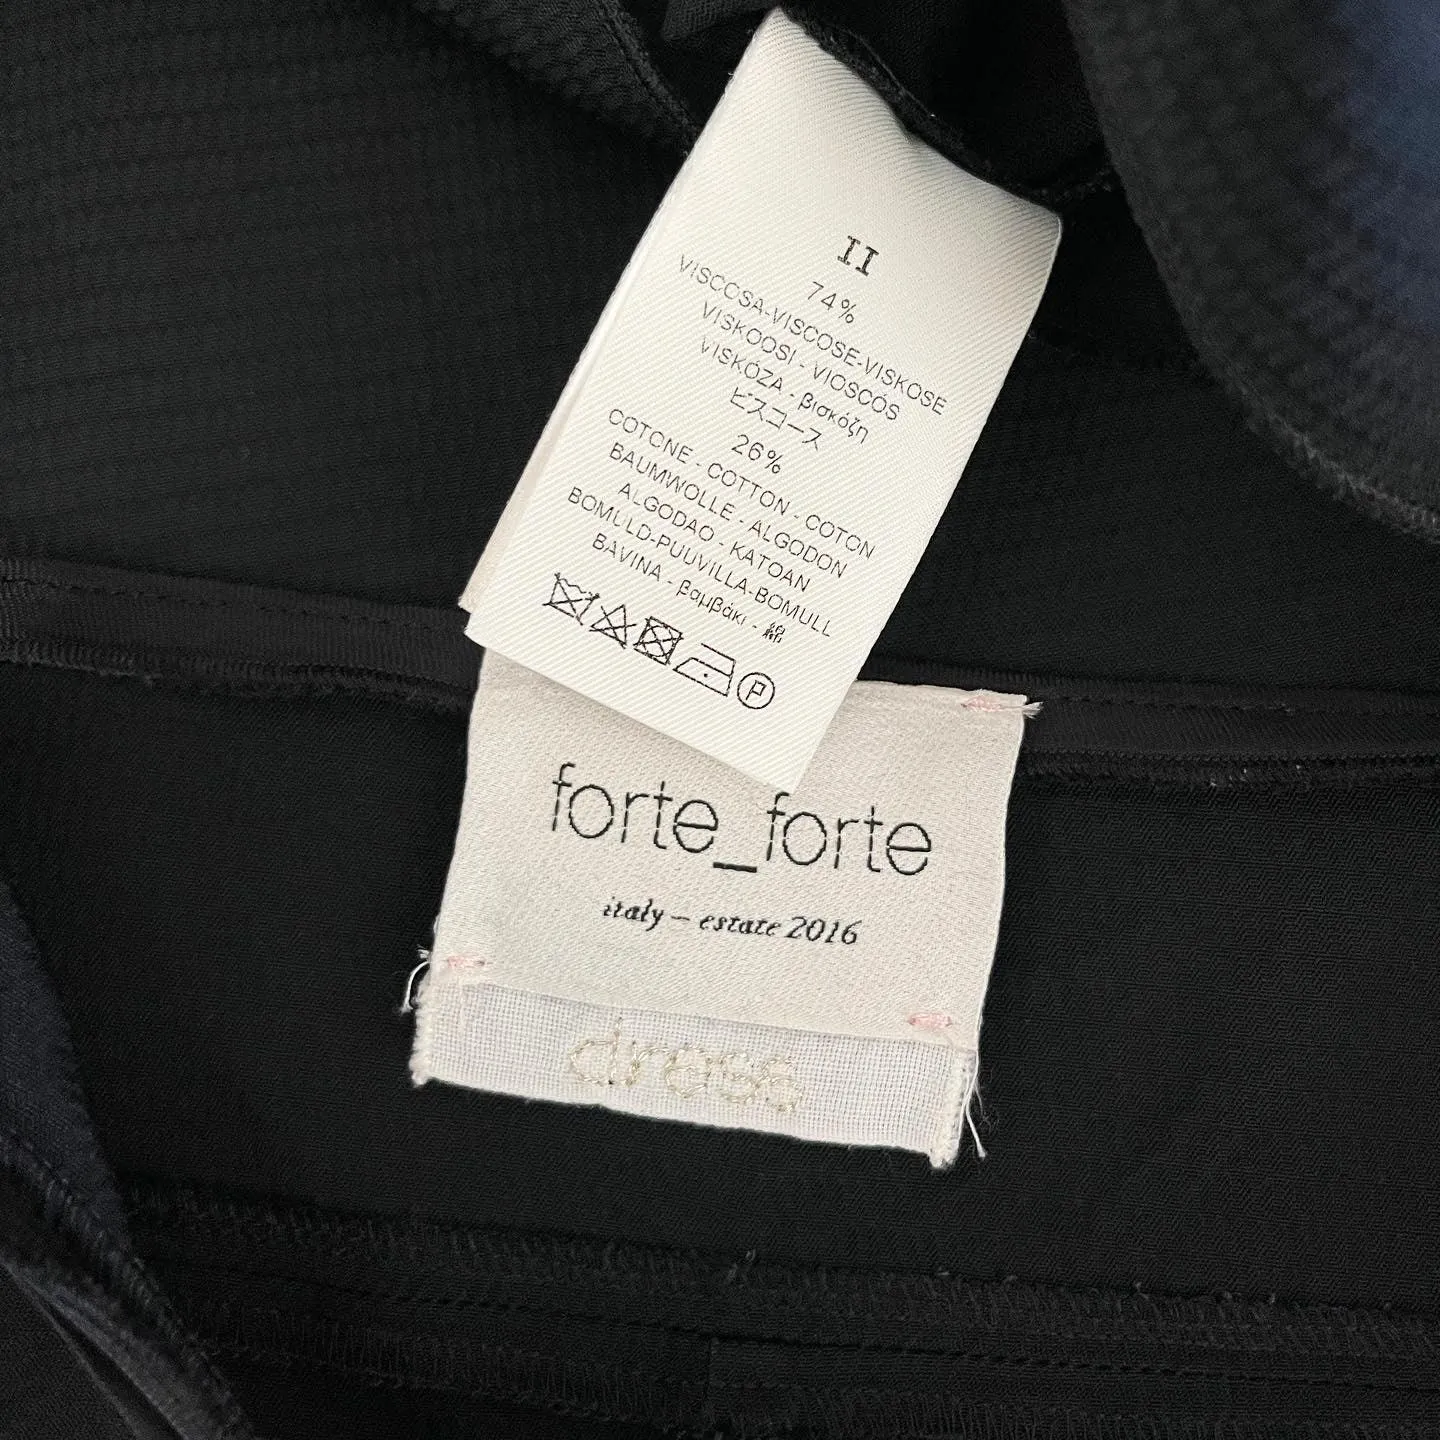 II
74%
VISCOSA-VISCOSE-VISKOSE
VISKOOSI - VIOSCÓS
VISKÓZA - βισκόζη
ビスコース
26%
COTONE - COTTON - COTON
BAUMWOLLE - ALGODON
ALGODAO - KATOAN
BOMULD-PUUVILLA-BOMULL
BAVINA - βαμβάκι - 綿
P
forte_forte
italy – estate 2016
dress